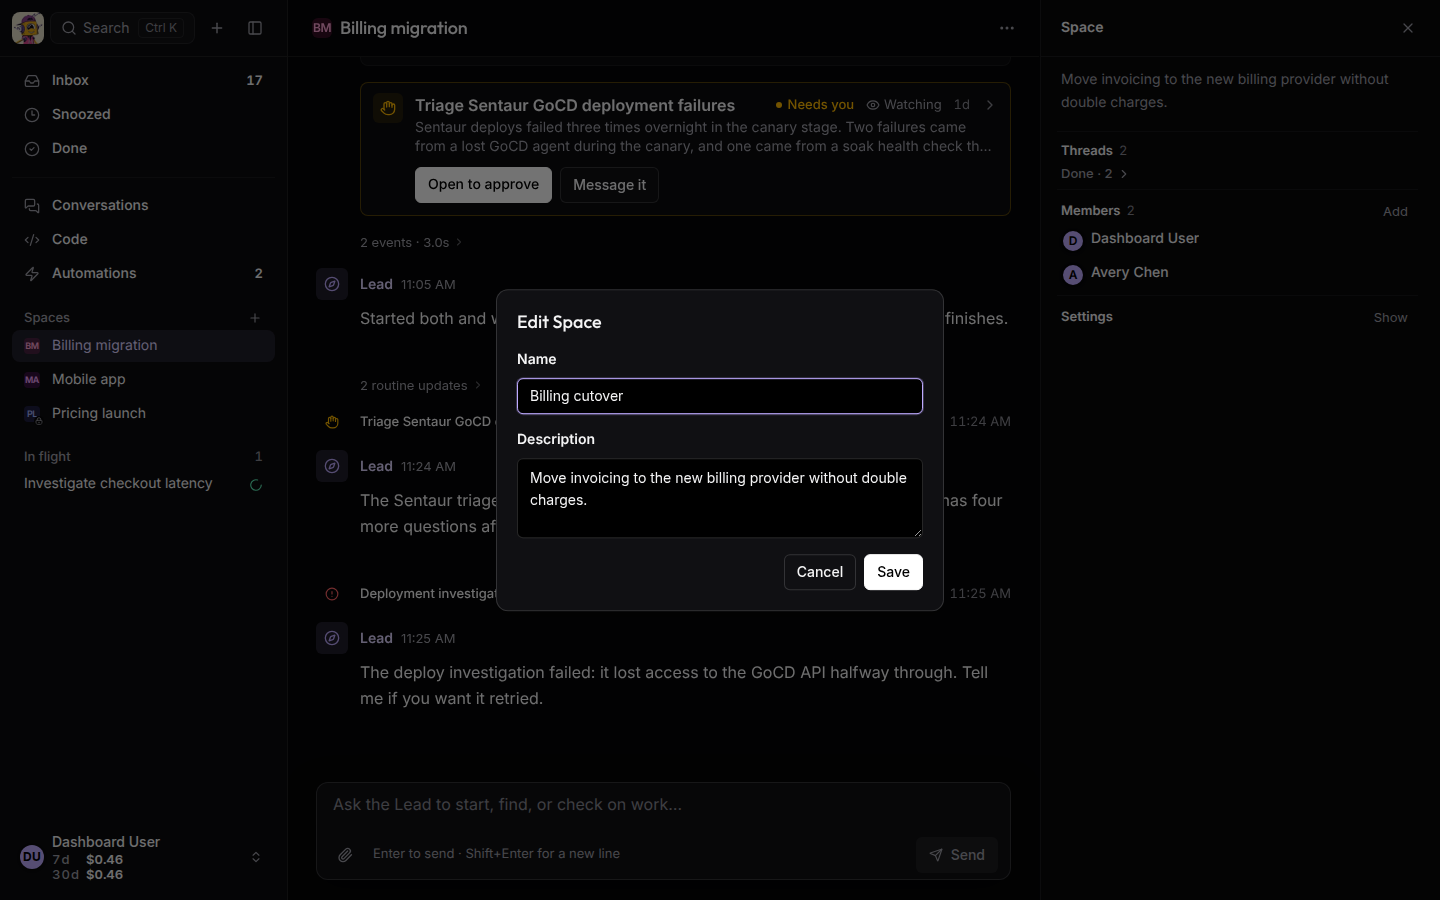 Search Ctrl K
Inbox 17
Snoozed
Done
Conversations
Code
Automations 2
Spaces
BM Billing migration
MA Mobile app
PL Pricing launch
In flight 1
Investigate checkout latency
DU Dashboard User
7d $0.46
30d $0.46
BM Billing migration
Triage Sentaur GoCD deployment failures Needs you Watching 1d
Sentaur deploys failed three times overnight in the canary stage. Two failures came
from a lost GoCD agent during the canary, and one came from a soak health check th...
Open to approve Message it
2 events · 3.0s
Lead 11:05 AM
Started both and finishes.
2 routine updates
Triage Sentaur GoCD 11:24 AM
Lead 11:24 AM
The Sentaur triage has four
more questions
Deployment 11:25 AM
Lead 11:25 AM
The deploy investigation failed: it lost access to the GoCD API halfway through. Tell
me if you want it retried.
Ask the Lead to start, find, or check on work...
Enter to send · Shift+Enter for a new line
Send
Edit Space
Name
Billing cutover
Description
Move invoicing to the new billing provider without double
charges.
Cancel Save
Space
Move invoicing to the new billing provider without
double charges.
Threads 2
Done · 2
Members 2 Add
D Dashboard User
A Avery Chen
Settings Show